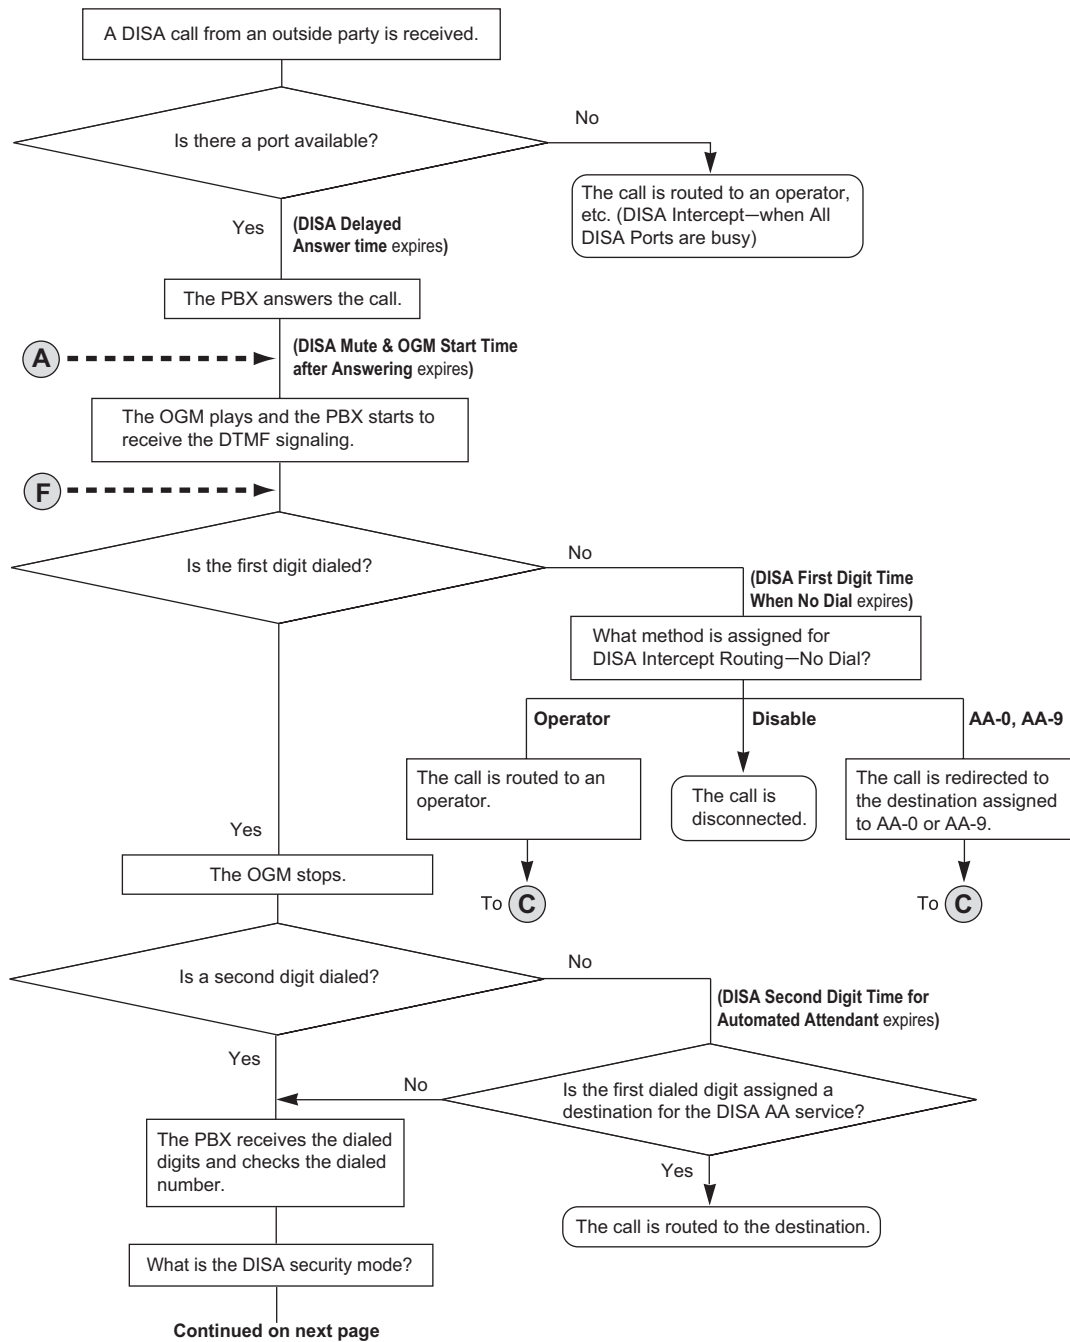 A DISA call from an outside party is received.
Is there a port available?
No
The call is routed to an operator,
etc. (DISA Intercept—when All
DISA Ports are busy)
Yes
(DISA Delayed
Answer time expires)
The PBX answers the call.
A
(DISA Mute & OGM Start Time
after Answering expires)
The OGM plays and the PBX starts to
receive the DTMF signaling.
F
Is the first digit dialed?
No
(DISA First Digit Time
When No Dial expires)
What method is assigned for
DISA Intercept Routing—No Dial?
Operator
Disable
AA-0, AA-9
The call is routed to an
operator.
The call is
disconnected.
The call is redirected to
the destination assigned
to AA-0 or AA-9.
Yes
The OGM stops.
To C
To C
Is a second digit dialed?
No
(DISA Second Digit Time for
Automated Attendant expires)
Yes
No
Is the first dialed digit assigned a
destination for the DISA AA service?
The PBX receives the dialed
digits and checks the dialed
number.
Yes
The call is routed to the destination.
What is the DISA security mode?
Continued on next page